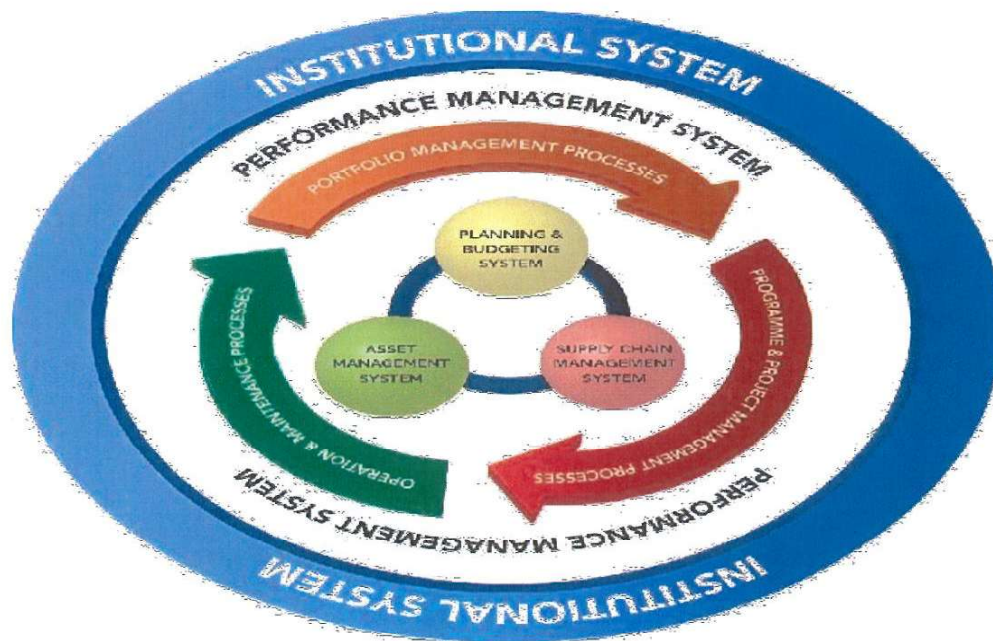 INSTITUTIONAL SYSTEM
PERFORMANCE MANAGEMENT SYSTEM
PORTFOLIO MANAGEMENT PROCESSES
PLANNING &
BUDGETING
SYSTEM
PROGRAMME & PROJECT MANAGEMENT PROCESSES
ASSET
MANAGEMENT
SYSTEM
SUPPLY CHAIN
MANAGEMENT
SYSTEM
OPERATION & MAINTENANCE PROCESSES
PERFORMANCE MANAGEMENT SYSTEM
INSTITUTIONAL SYSTEM